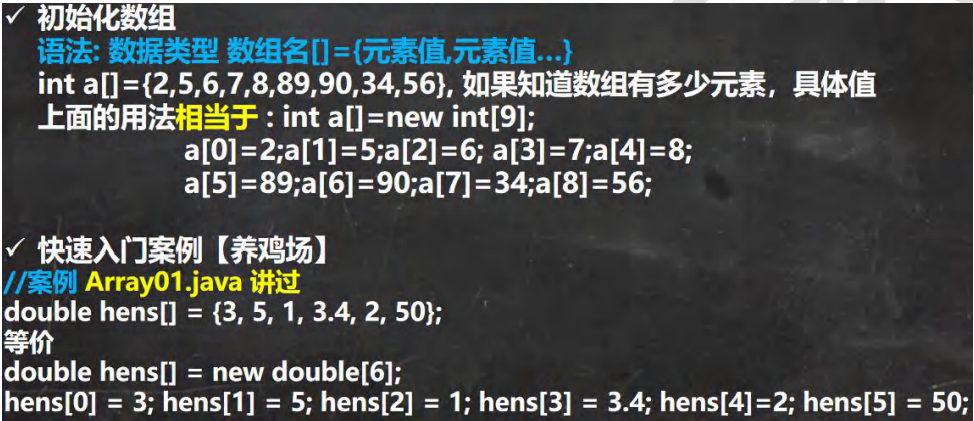 ✓ 初始化数组
语法: 数据类型 数组名[]={元素值,元素值...}
int a[]={2,5,6,7,8,89,90,34,56}, 如果知道数组有多少元素，具体值
上面的用法相当于 : int a[]=new int[9];
a[0]=2;a[1]=5;a[2]=6; a[3]=7;a[4]=8;
a[5]=89;a[6]=90;a[7]=34;a[8]=56;
✓ 快速入门案例【养鸡场】
//案例 Array01.java 讲过
double hens[] = {3, 5, 1, 3.4, 2, 50};
等价
double hens[] = new double[6];
hens[0] = 3; hens[1] = 5; hens[2] = 1; hens[3] = 3.4; hens[4]=2; hens[5] = 50;